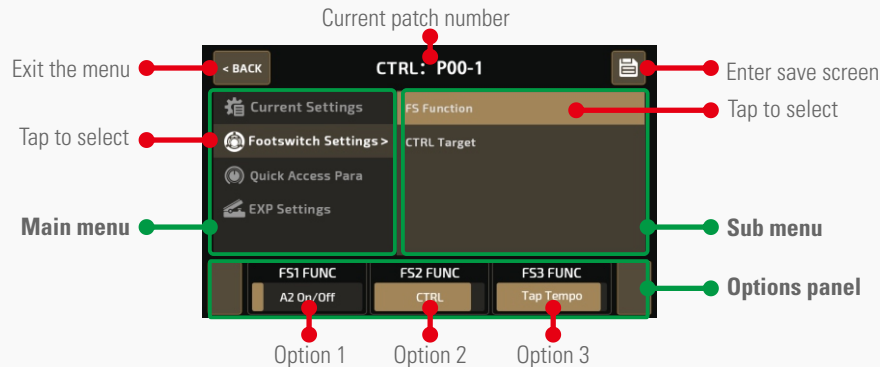 Current patch number
Exit the menu
< BACK
CTRL: P00-1
Enter save screen
Current Settings
FS Function
Tap to select
Tap to select
Footswitch Settings >
CTRL Target
Quick Access Para
EXP Settings
Main menu
Sub menu
FS1 FUNC
FS2 FUNC
FS3 FUNC
Options panel
A2 On/Off
CTRL
Tap Tempo
Option 1
Option 2
Option 3